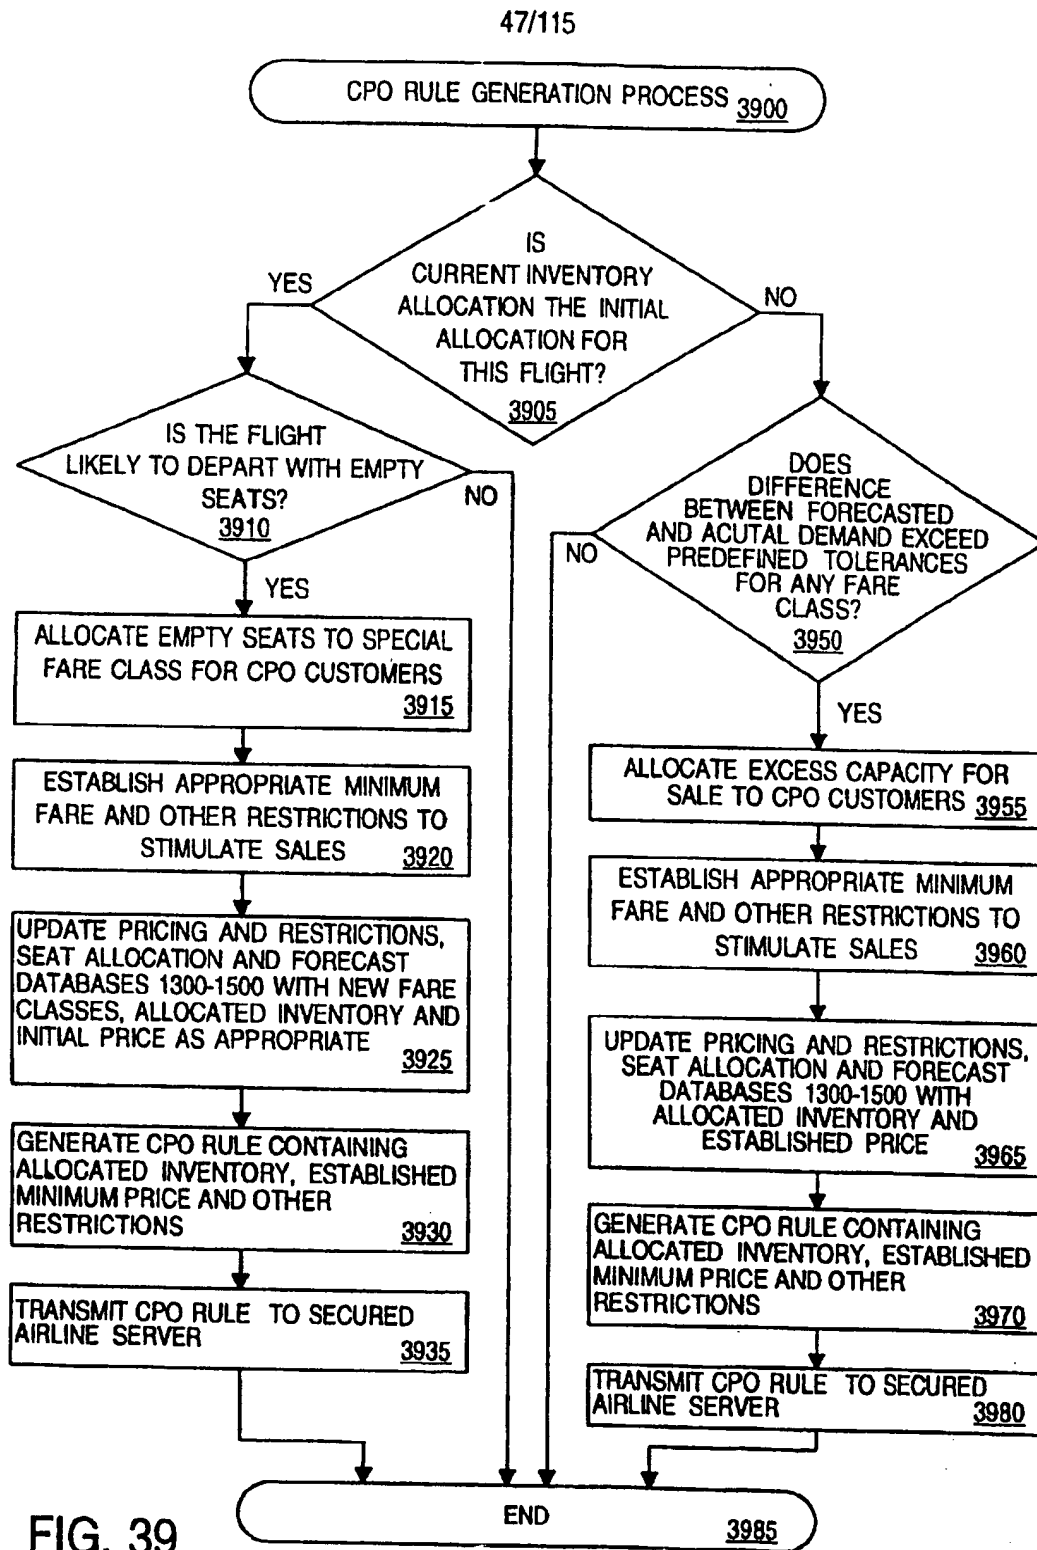 47/115
CPO RULE GENERATION PROCESS 3900
IS
CURRENT INVENTORY
ALLOCATION THE INITIAL
ALLOCATION FOR
THIS FLIGHT?
3905
YES
NO
IS THE FLIGHT
LIKELY TO DEPART WITH EMPTY
SEATS?
3910
NO
YES
DOES
DIFFERENCE
BETWEEN FORECASTED
AND ACUTAL DEMAND EXCEED
PREDEFINED TOLERANCES
FOR ANY FARE
CLASS?
3950
NO
YES
ALLOCATE EMPTY SEATS TO SPECIAL
FARE CLASS FOR CPO CUSTOMERS
3915
ESTABLISH APPROPRIATE MINIMUM
FARE AND OTHER RESTRICTIONS TO
STIMULATE SALES 3920
UPDATE PRICING AND RESTRICTIONS,
SEAT ALLOCATION AND FORECAST
DATABASES 1300-1500 WITH NEW FARE
CLASSES, ALLOCATED INVENTORY AND
INITIAL PRICE AS APPROPRIATE 3925
GENERATE CPO RULE CONTAINING
ALLOCATED INVENTORY, ESTABLISHED
MINIMUM PRICE AND OTHER
RESTRICTIONS 3930
TRANSMIT CPO RULE TO SECURED
AIRLINE SERVER 3935
ALLOCATE EXCESS CAPACITY FOR
SALE TO CPO CUSTOMERS 3955
ESTABLISH APPROPRIATE MINIMUM
FARE AND OTHER RESTRICTIONS TO
STIMULATE SALES 3960
UPDATE PRICING AND RESTRICTIONS,
SEAT ALLOCATION AND FORECAST
DATABASES 1300-1500 WITH
ALLOCATED INVENTORY AND
ESTABLISHED PRICE 3965
GENERATE CPO RULE CONTAINING
ALLOCATED INVENTORY, ESTABLISHED
MINIMUM PRICE AND OTHER
RESTRICTIONS 3970
TRANSMIT CPO RULE TO SECURED
AIRLINE SERVER 3980
END 3985
FIG. 39